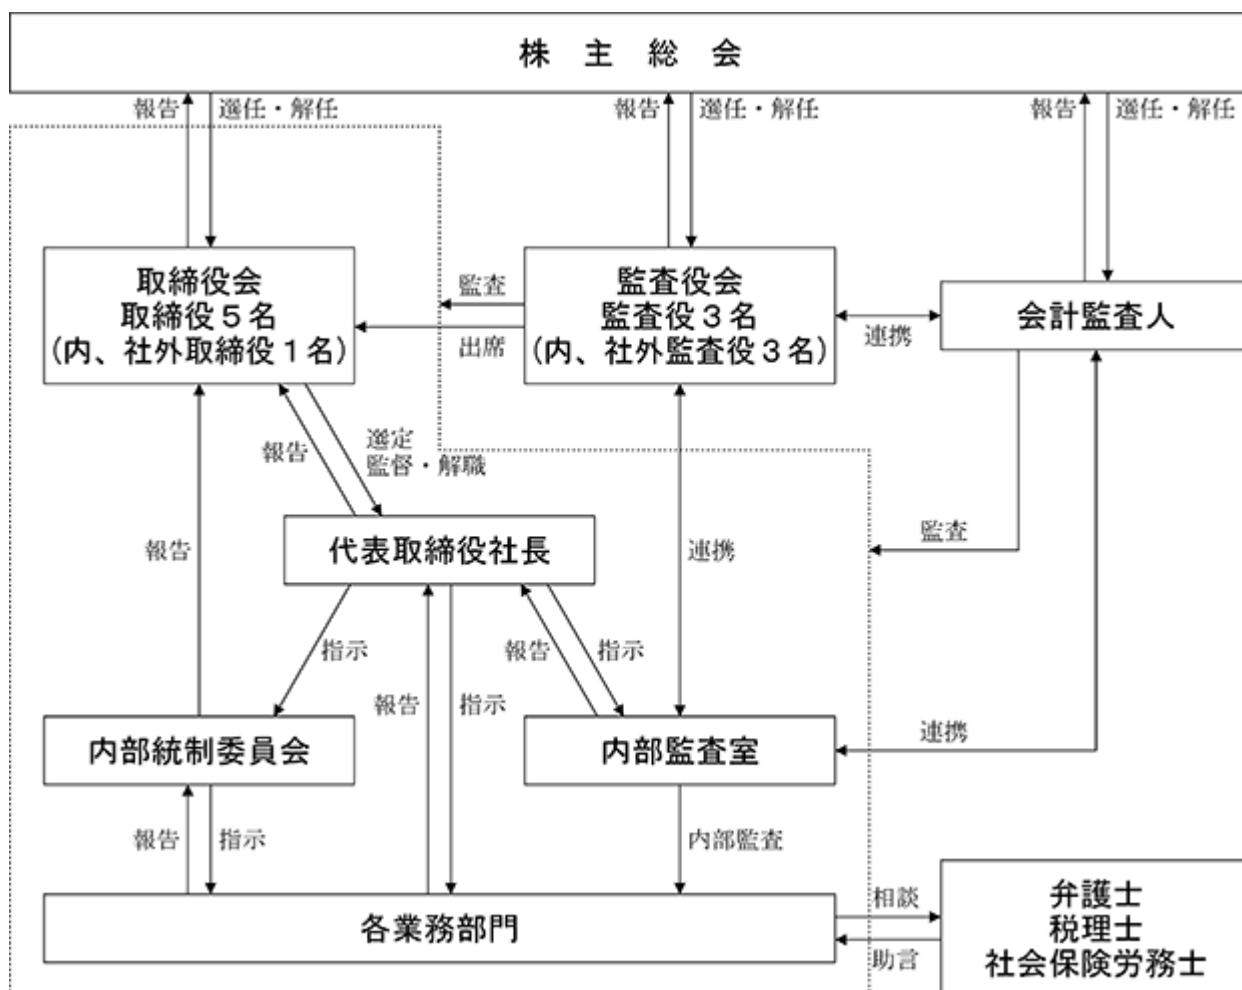 株主総会
報告
選任・解任
報告
選任・解任
報告
選任・解任
取締役会
取締役5名
(内、社外取締役1名)
監査
出席
監査役会
監査役3名
(内、社外監査役3名)
連携
会計監査人
報告
選定
監督・解職
報告
代表取締役社長
連携
監査
指示
報告
指示
報告
指示
内部統制委員会
内部監査室
連携
報告
指示
内部監査
各業務部門
相談
助言
弁護士
税理士
社会保険労務士